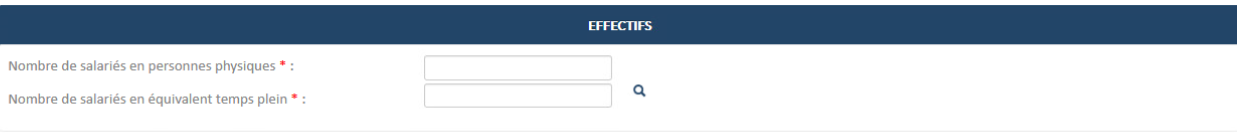 EFFECTIFS
Nombre de salariés en personnes physiques * :
Nombre de salariés en équivalent temps plein * :